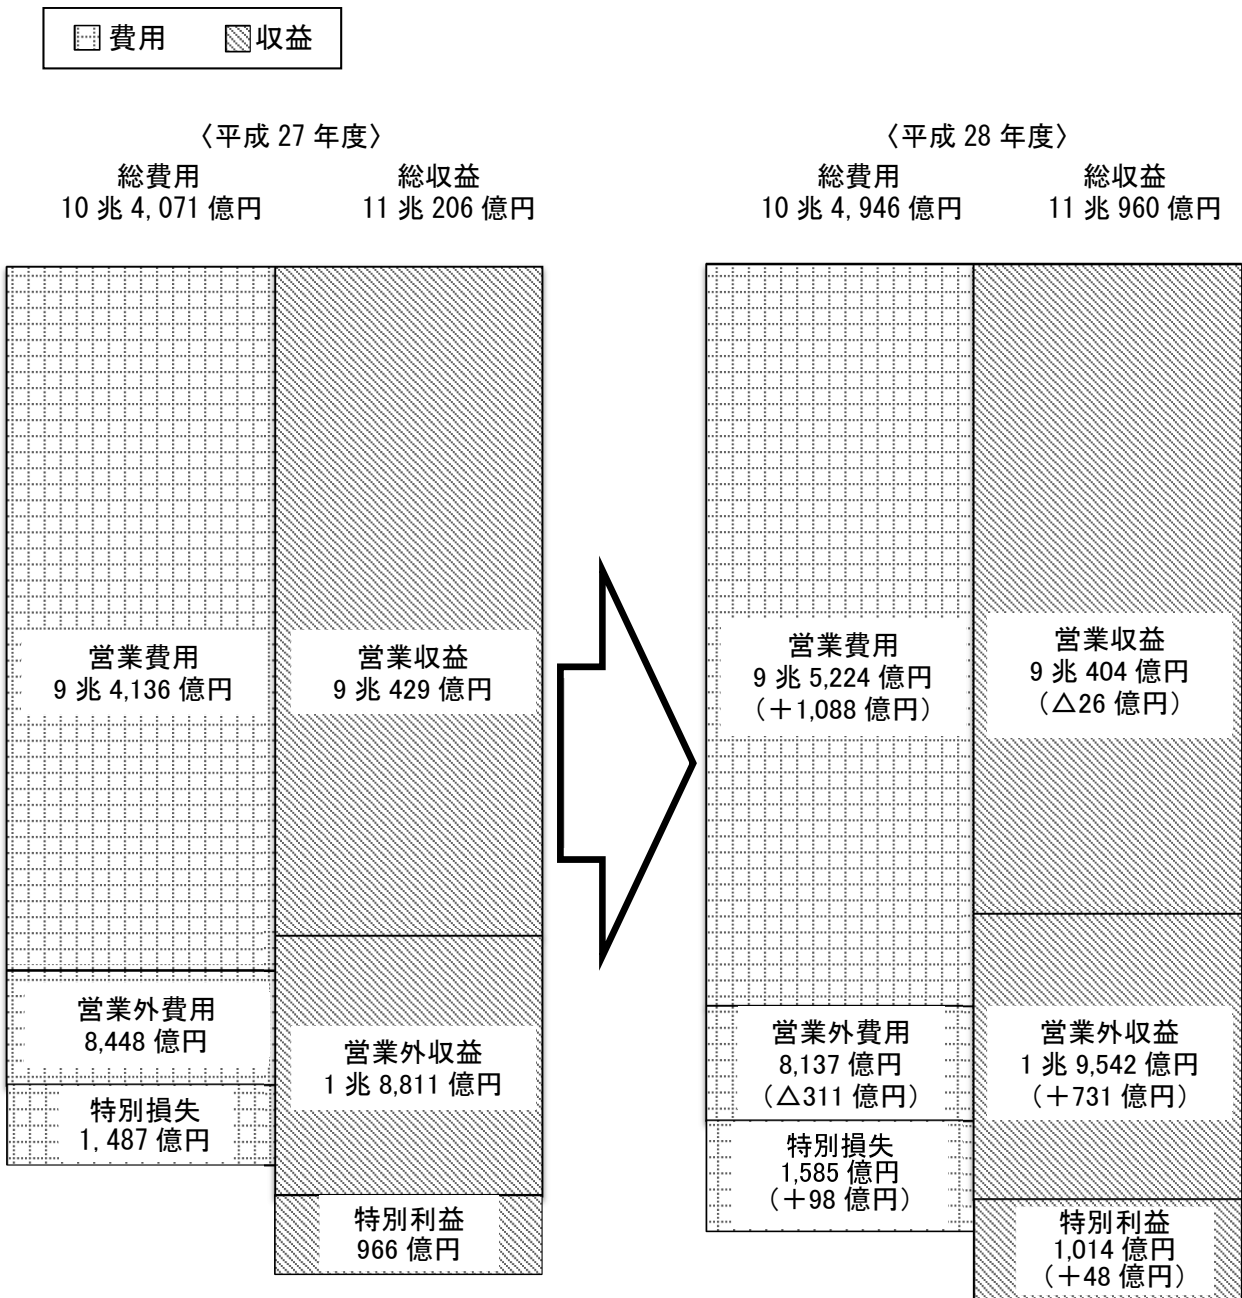 費用 収益
〈平成 27 年度〉
総費用 総収益
10 兆 4,071 億円 11 兆 206 億円
営業費用
9 兆 4,136 億円
営業収益
9 兆 429 億円
営業外費用
8,448 億円
営業外収益
1 兆 8,811 億円
特別損失
1,487 億円
特別利益
966 億円
〈平成 28 年度〉
総費用 総収益
10 兆 4,946 億円 11 兆 960 億円
営業費用
9 兆 5,224 億円
(+1,088 億円)
営業収益
9 兆 404 億円
(△26 億円)
営業外費用
8,137 億円
(△311 億円)
営業外収益
1 兆 9,542 億円
(+731 億円)
特別損失
1,585 億円
(+98 億円)
特別利益
1,014 億円
(+48 億円)